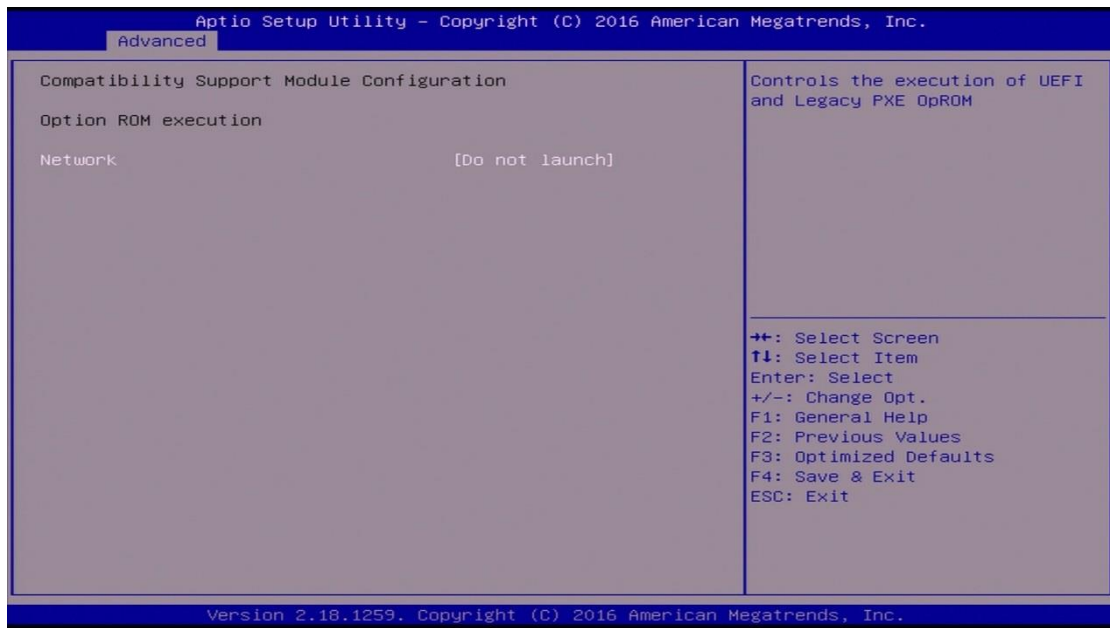 Aptio Setup Utility – Copyright (C) 2016 American Megatrends, Inc.
Advanced
Compatibility Support Module Configuration
Option ROM execution
Network [Do not launch]
Controls the execution of UEFI
and Legacy PXE OpROM
→←: Select Screen
↑↓: Select Item
Enter: Select
+/-: Change Opt.
F1: General Help
F2: Previous Values
F3: Optimized Defaults
F4: Save & Exit
ESC: Exit
Version 2.18.1259. Copyright (C) 2016 American Megatrends, Inc.